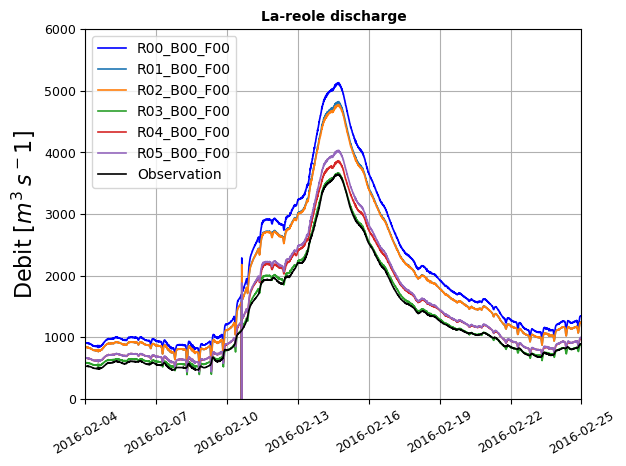 La-reole discharge
6000
5000
4000
3000
2000
1000
0
Debit [m³ s⁻1]
R00_B00_F00
R01_B00_F00
R02_B00_F00
R03_B00_F00
R04_B00_F00
R05_B00_F00
Observation
2016-02-04
2016-02-07
2016-02-10
2016-02-13
2016-02-16
2016-02-19
2016-02-22
2016-02-25